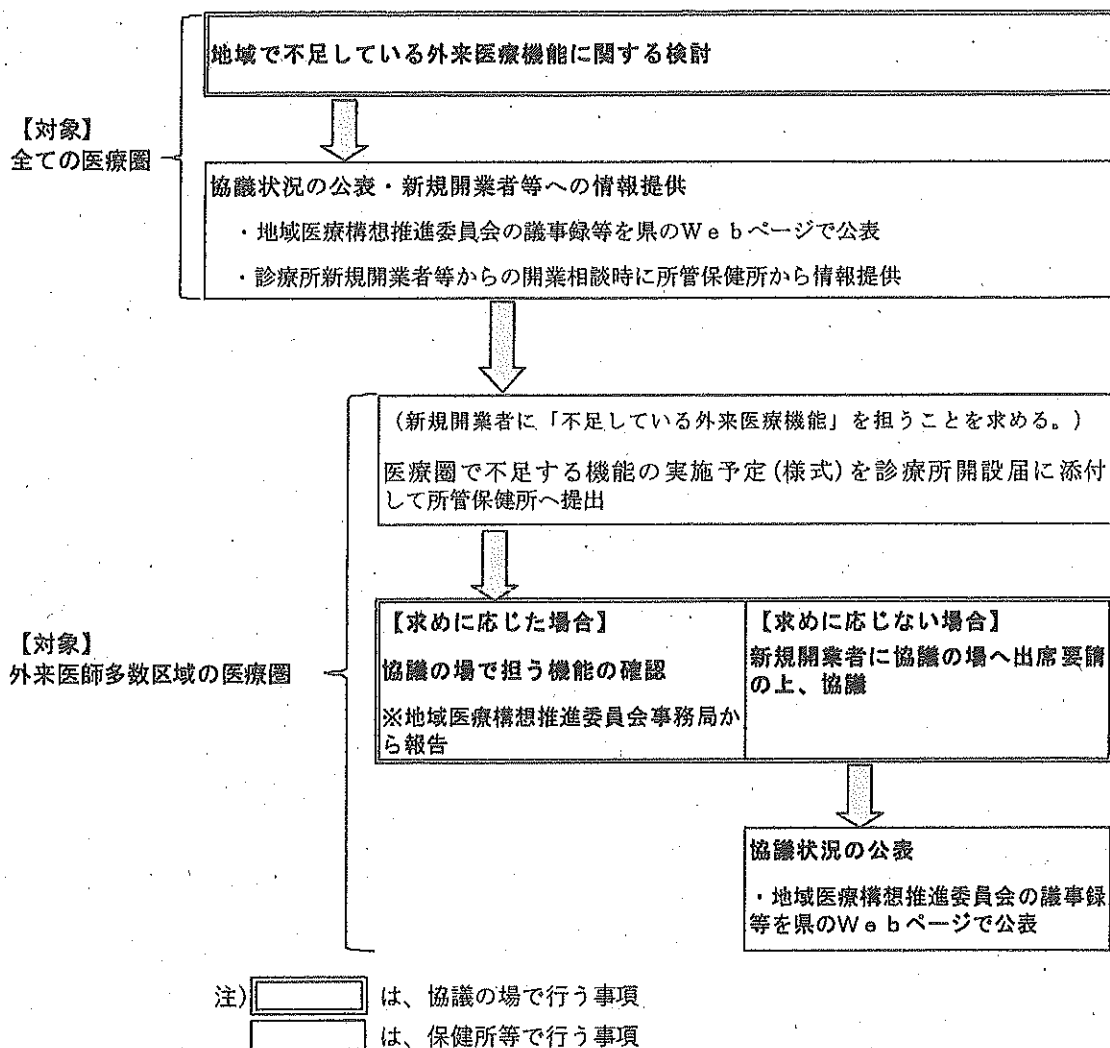 地域で不足している外来医療機能に関する検討
【対象】
全ての医療圏
協議状況の公表・新規開業者等への情報提供
・地域医療構想推進委員会の議事録等を県のWebページで公表
・診療所新規開業者等からの開業相談時に所管保健所から情報提供
(新規開業者に「不足している外来医療機能」を担うことを求める。)
医療圏で不足する機能の実施予定(様式)を診療所開設届に添付
して所管保健所へ提出
【対象】
外来医師多数区域の医療圏
【求めに応じた場合】
協議の場で担う機能の確認
※地域医療構想推進委員会事務局か
ら報告
【求めに応じない場合】
新規開業者に協議の場へ出席要請
の上、協議
協議状況の公表
・地域医療構想推進委員会の議事録
等を県のWebページで公表
注) は、協議の場で行う事項
は、保健所等で行う事項